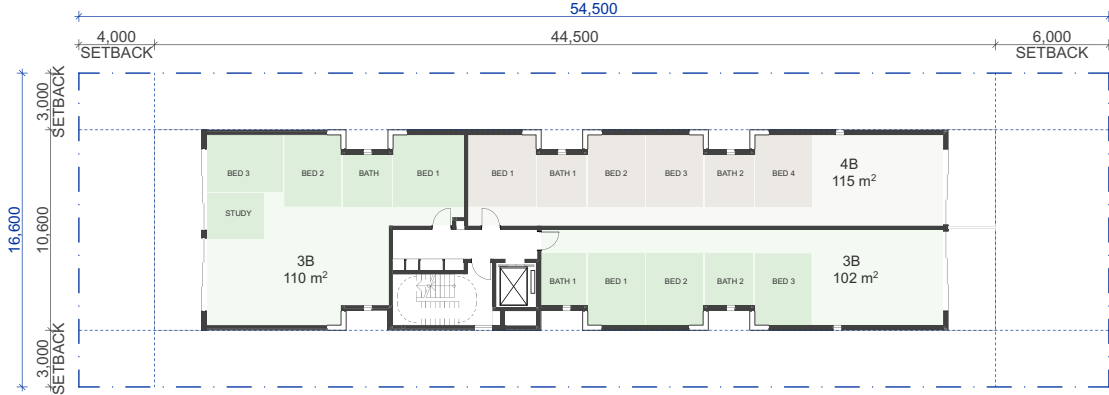 54,500
4,000
44,500
6,000
SETBACK
SETBACK
3,000
SETBACK
16,600
10,600
3,000
SETBACK
BED 3
BED 2
BATH
BED 1
BED 1
BATH 1
BED 2
BED 3
BATH 2
BED 4
4B
115 m²
STUDY
3B
110 m²
BATH 1
BED 1
BED 2
BATH 2
BED 3
3B
102 m²